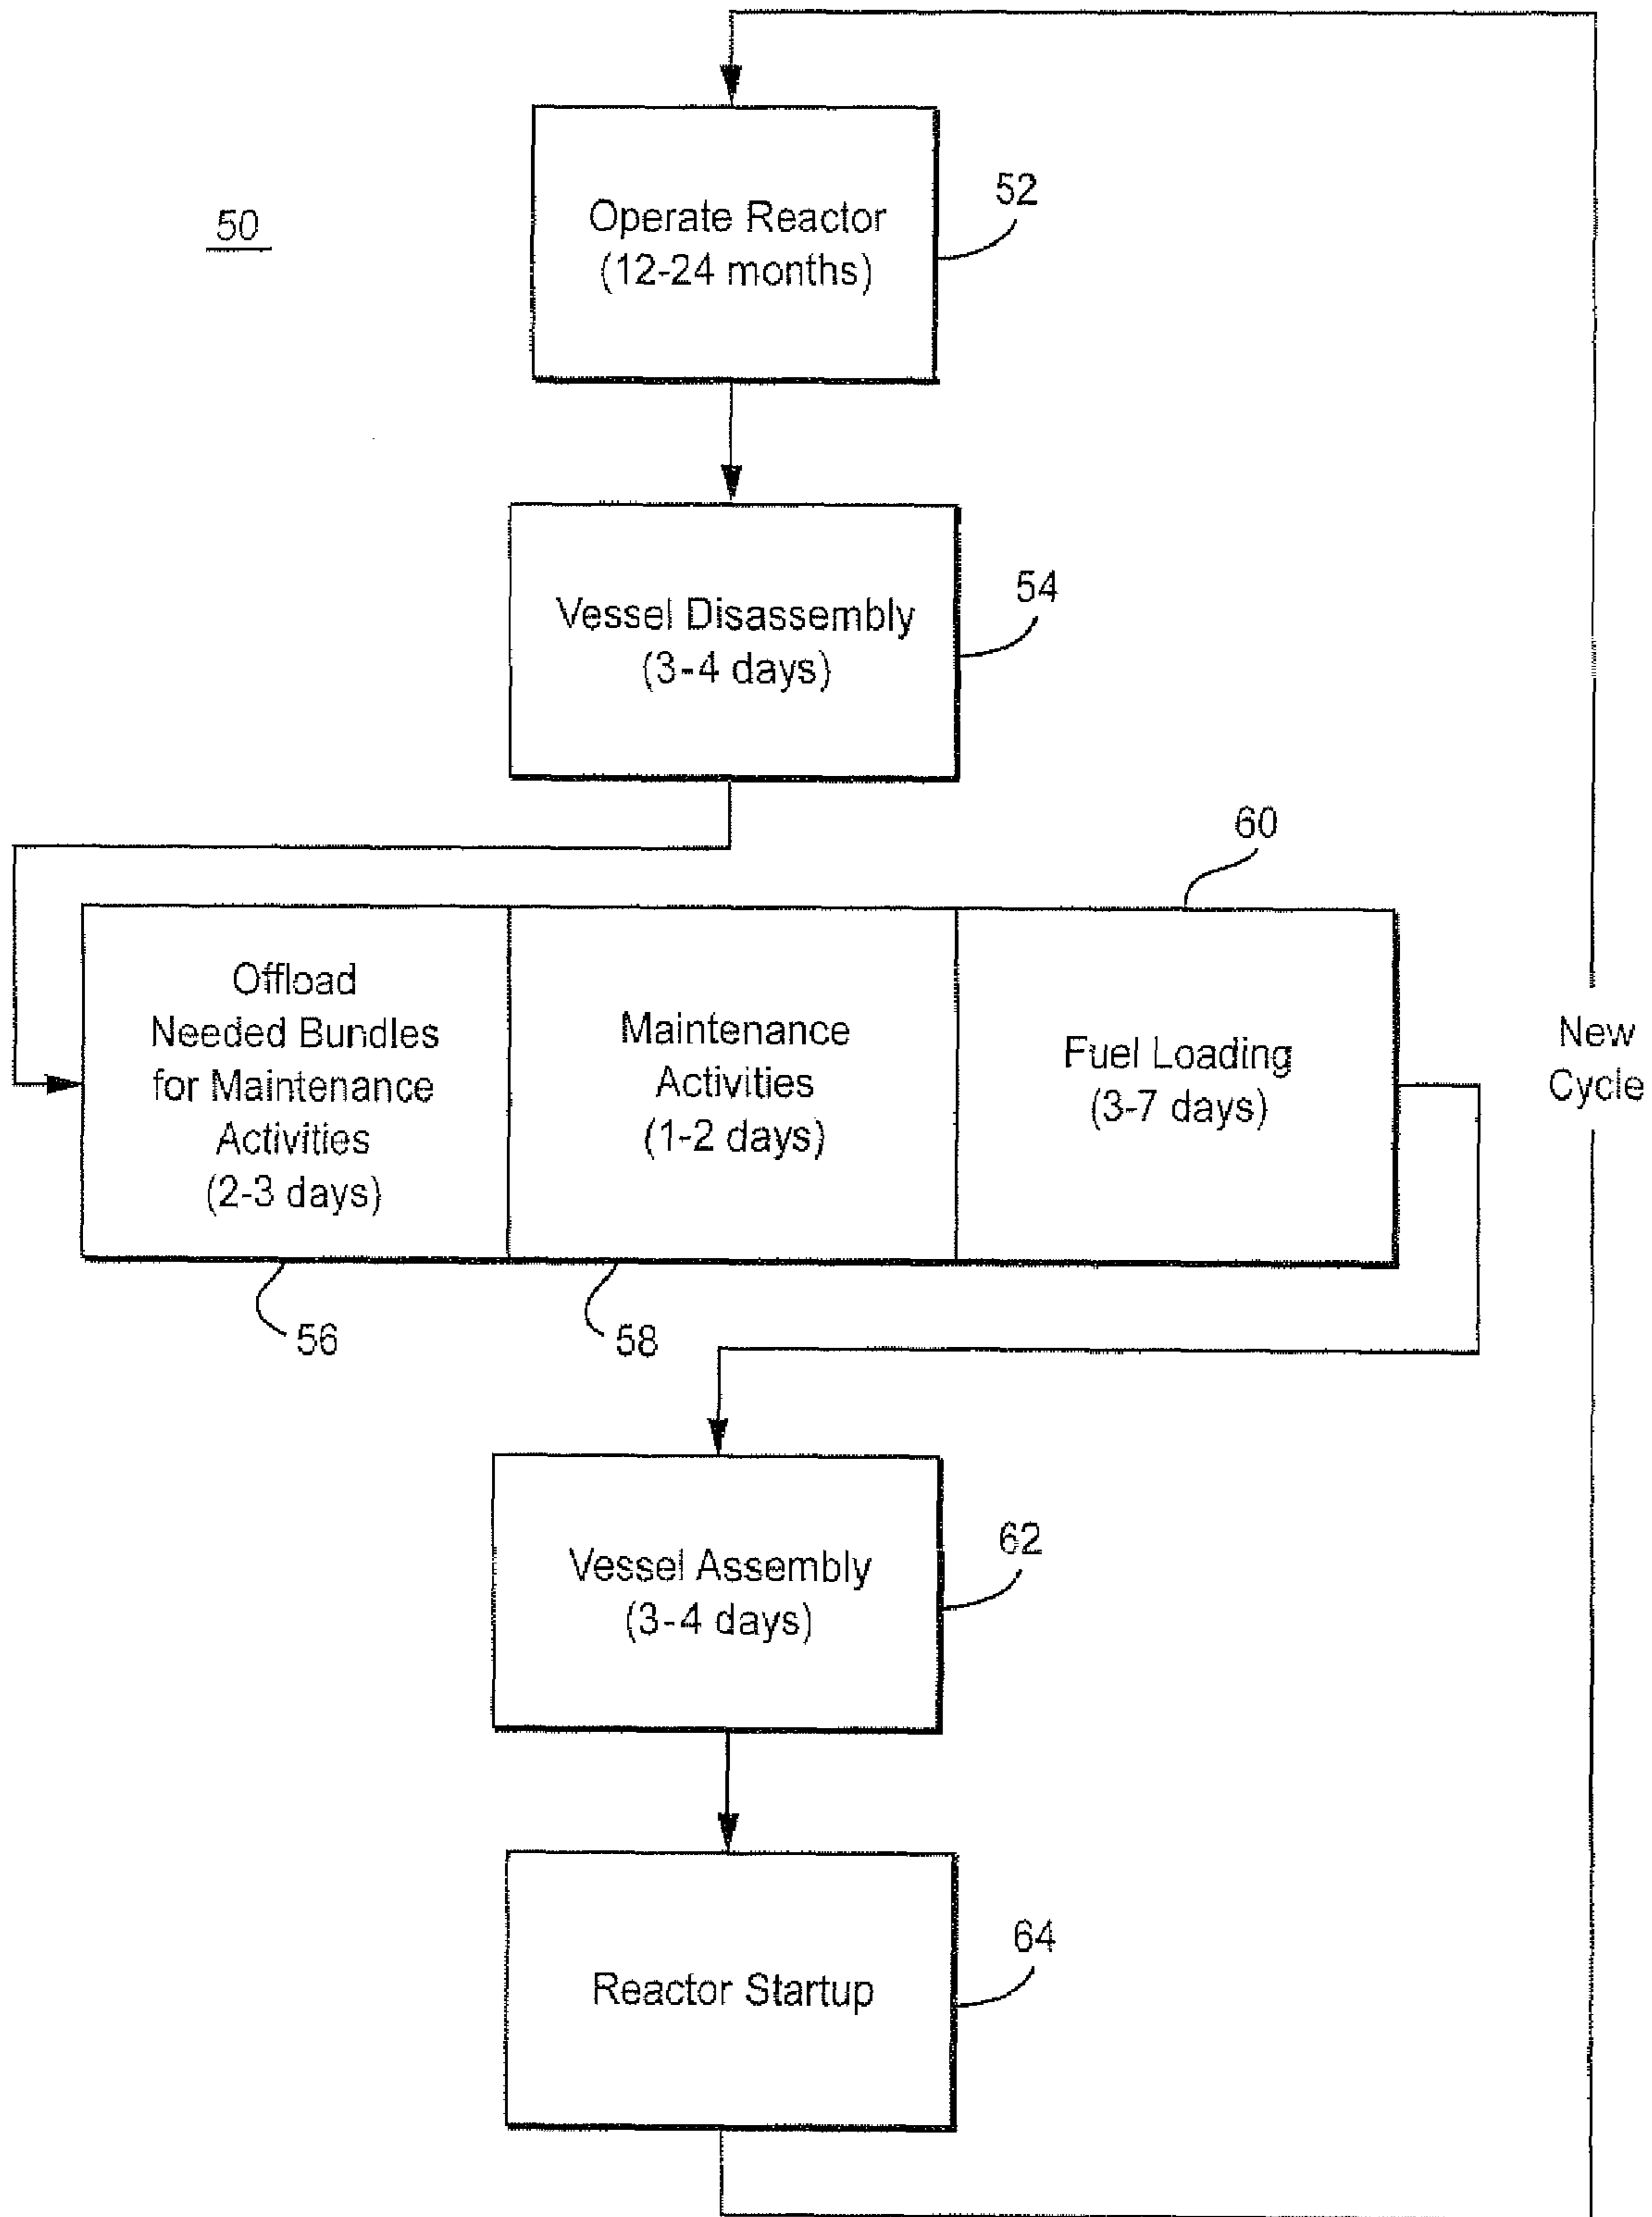 50
Operate Reactor
(12-24 months)
52
Vessel Disassembly
(3-4 days)
54
60
Offload
Needed Bundles
for Maintenance
Activities
(2-3 days)
Maintenance
Activities
(1-2 days)
Fuel Loading
(3-7 days)
New
Cycle
56
58
Vessel Assembly
(3-4 days)
62
Reactor Startup
64